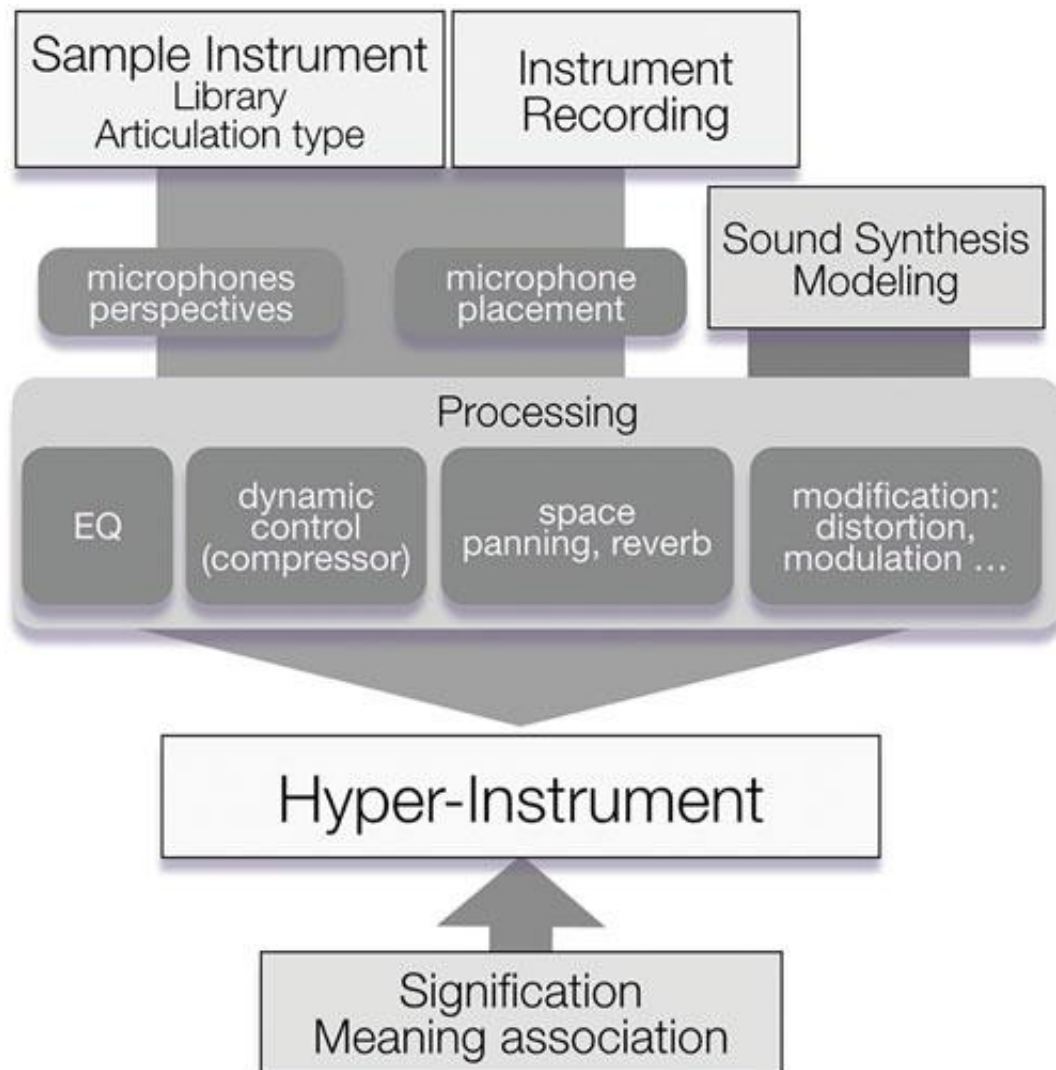 Sample Instrument
Library
Articulation type
Instrument
Recording
Sound Synthesis
Modeling
microphones
perspectives
microphone
placement
Processing
EQ
dynamic
control
(compressor)
space
panning, reverb
modification:
distortion,
modulation ...
Hyper-Instrument
Signification
Meaning association